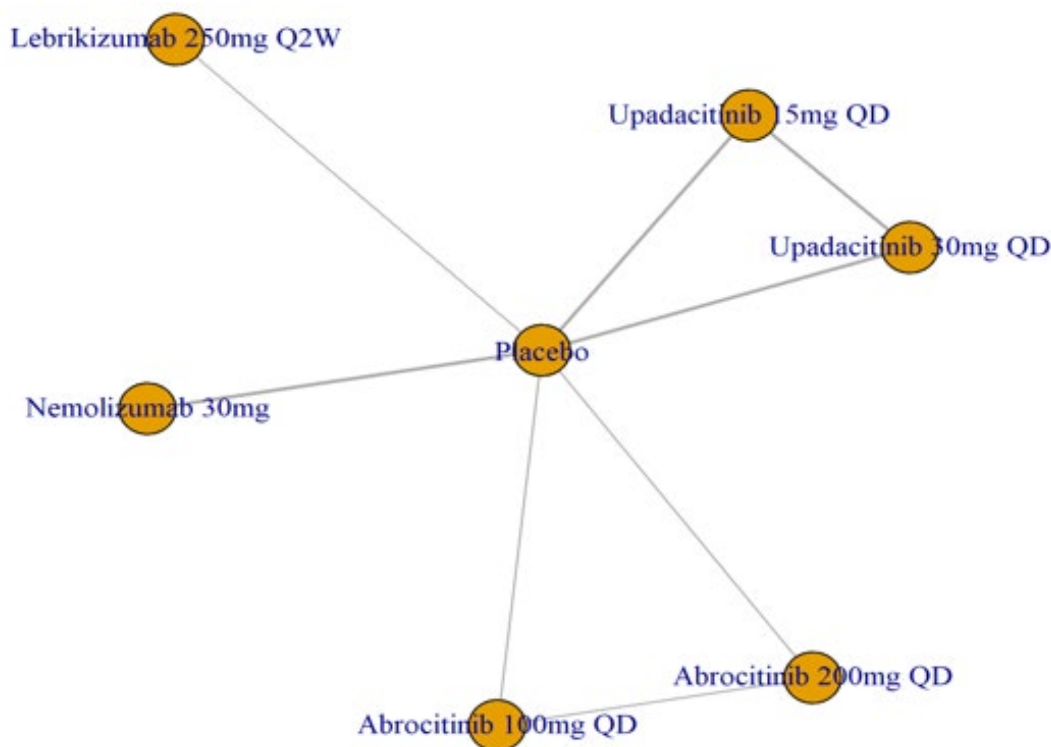 Lebrikizumab 250mg Q2W
Upadacitinib 15mg QD
Upadacitinib 30mg QD
Placebo
Nemolizumab 30mg
Abrocitinib 200mg QD
Abrocitinib 100mg QD